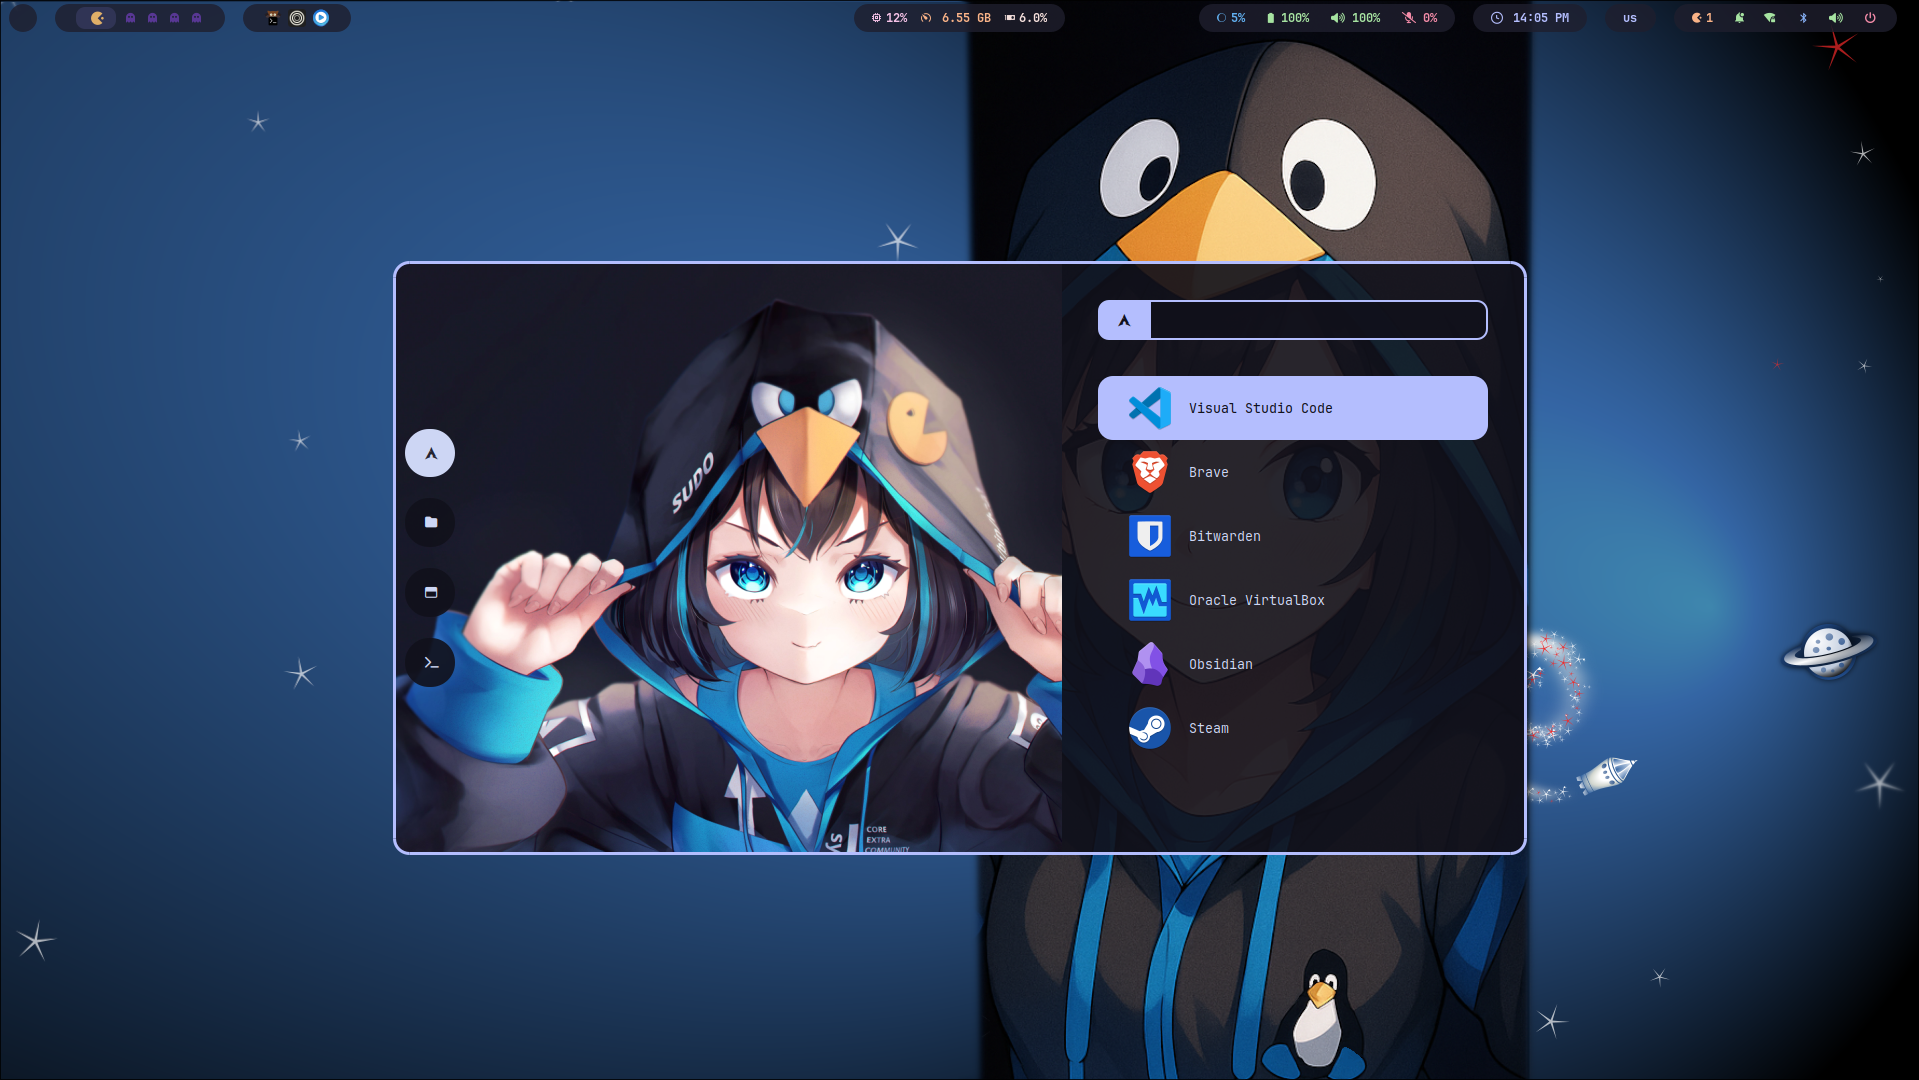 12% 6.55 GB 6.0%
5% 100% 100% 0%
14:05 PM
us
1
Visual Studio Code
Brave
Bitwarden
Oracle VirtualBox
Obsidian
Steam
SUDO
sy
CORE
EXTRA
COMMUNITY